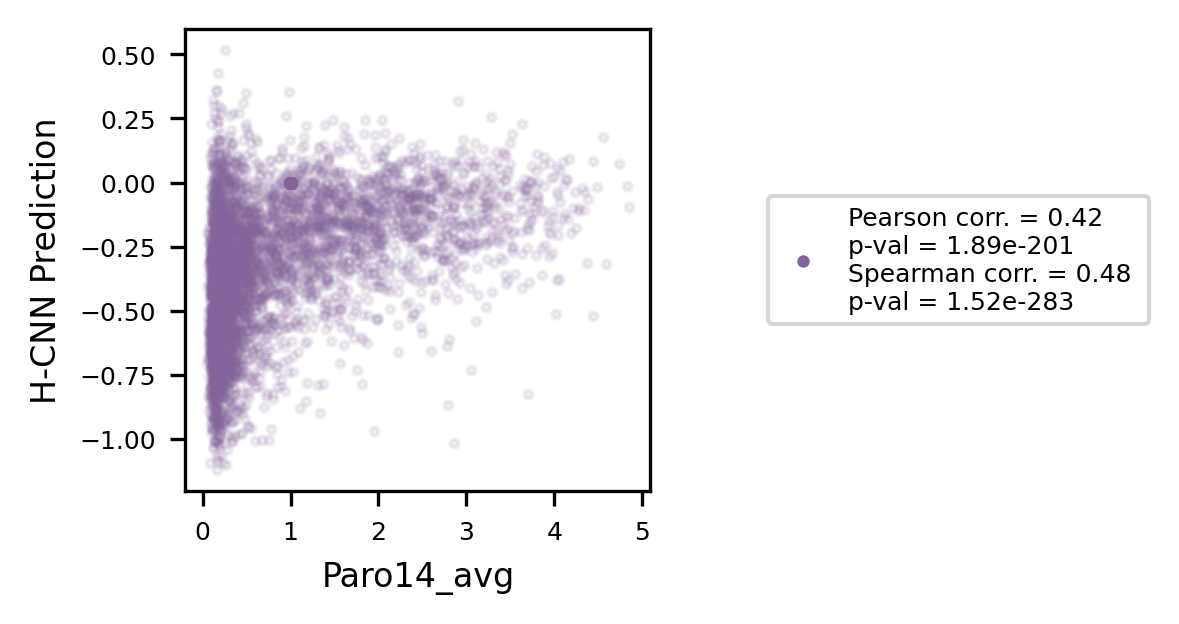 0.50
0.25
0.00
−0.25
−0.50
−0.75
−1.00
H-CNN Prediction
0 1 2 3 4 5
Paro14_avg
Pearson corr. = 0.42
p-val = 1.89e-201
Spearman corr. = 0.48
p-val = 1.52e-283